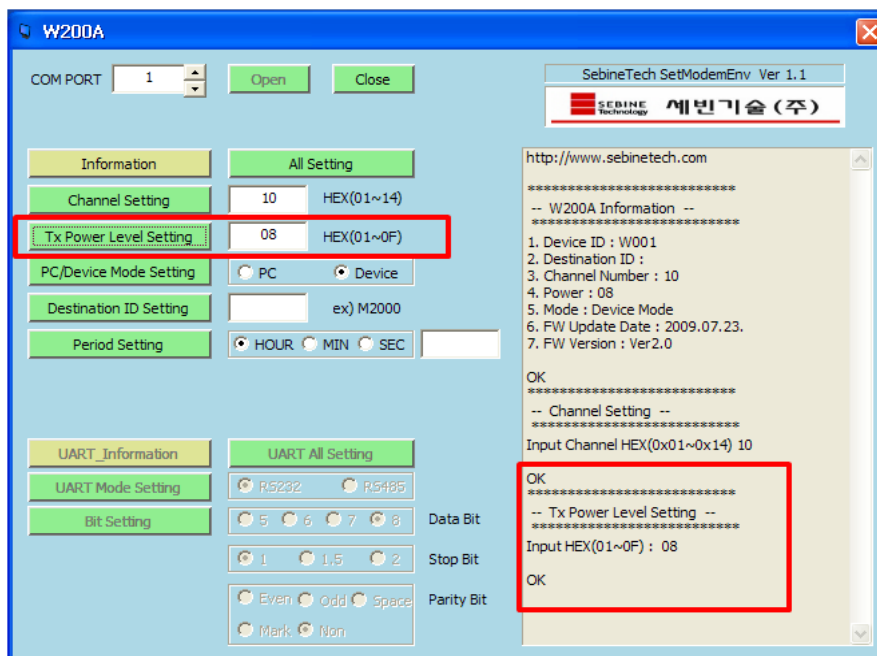 W200A
COM PORT 1 Open Close
SebineTech SetModemEnv Ver 1.1
SEBINE Technology 세빈기술(주)
Information All Setting
Channel Setting 10 HEX(01~14)
Tx Power Level Setting 08 HEX(01~0F)
PC/Device Mode Setting PC Device
Destination ID Setting ex) M2000
Period Setting HOUR MIN SEC
UART_Information UART All Setting
UART Mode Setting RS232 RS485
Bit Setting 5 6 7 8 Data Bit
1 1.5 2 Stop Bit
Even Odd Space Parity Bit
Mark Non
http://www.sebinetech.com
**************************
-- W200A Information --
**************************
1. Device ID : W001
2. Destination ID :
3. Channel Number : 10
4. Power : 08
5. Mode : Device Mode
6. FW Update Date : 2009.07.23.
7. FW Version : Ver2.0
OK
**************************
-- Channel Setting --
**************************
Input Channel HEX(0x01~0x14) 10
OK
**************************
-- Tx Power Level Setting --
**************************
Input HEX(01~0F) : 08
OK